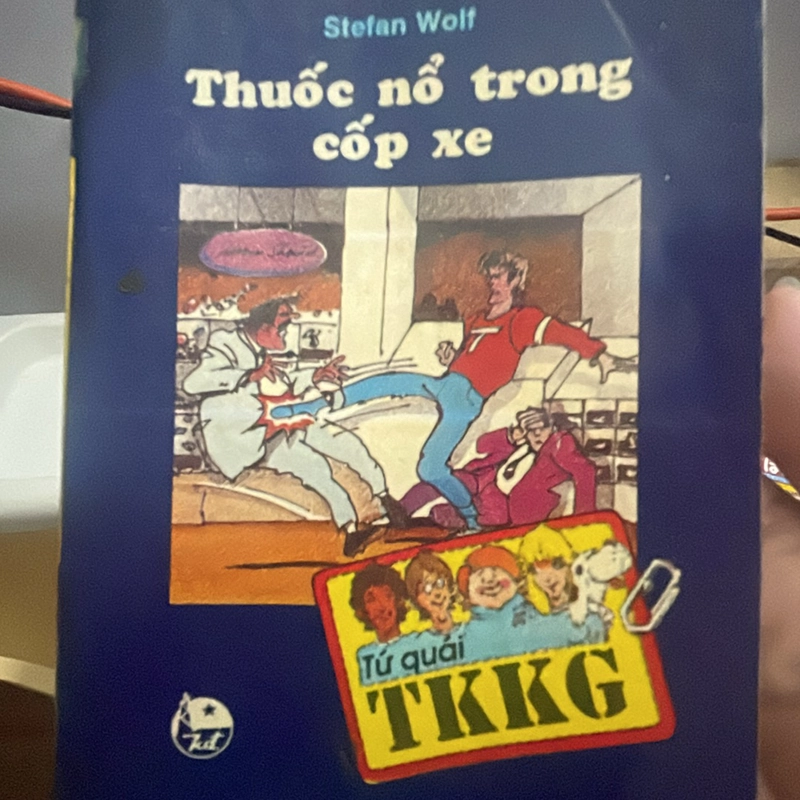 Stefan Wolf
Thuốc nổ trong
cốp xe
T
Tứ quái
TKKG